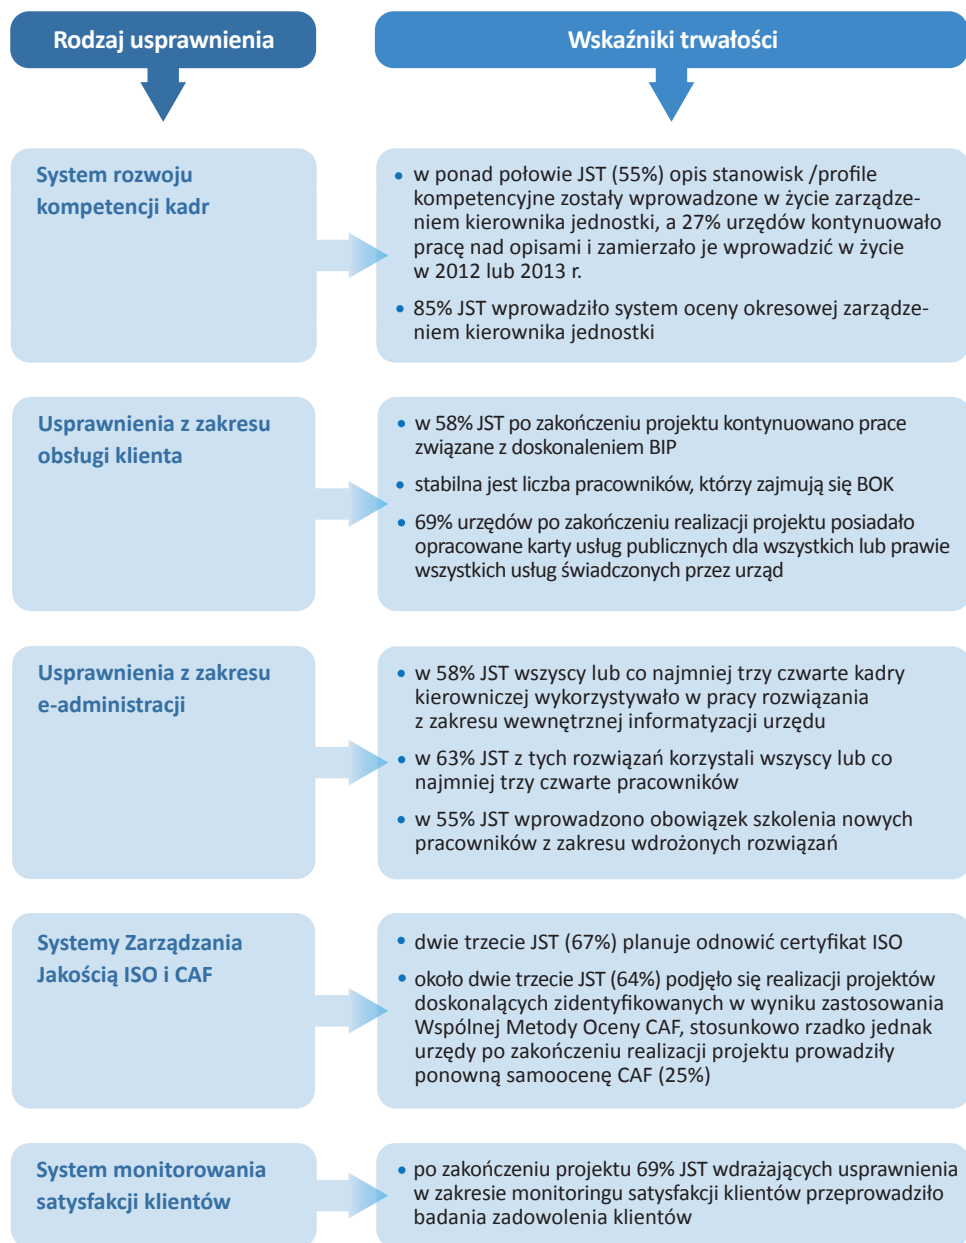 Rodzaj usprawnienia
Wskaźniki trwałości
System rozwoju
kompetencji kadr
• w ponad połowie JST (55%) opis stanowisk /profile
kompetencyjne zostały wprowadzone w życie zarządze-
niem kierownika jednostki, a 27% urzędów kontynuowało
pracę nad opisami i zamierzało je wprowadzić w życie
w 2012 lub 2013 r.
• 85% JST wprowadziło system oceny okresowej zarządze-
niem kierownika jednostki
Usprawnienia z zakresu
obsługi klienta
• w 58% JST po zakończeniu projektu kontynuowano prace
związane z doskonaleniem BIP
• stabilna jest liczba pracowników, którzy zajmują się BOK
• 69% urzędów po zakończeniu realizacji projektu posiadało
opracowane karty usług publicznych dla wszystkich lub prawie
wszystkich usług świadczonych przez urząd
Usprawnienia z zakresu
e-administracji
• w 58% JST wszyscy lub co najmniej trzy czwarte kadry
kierowniczej wykorzystywało w pracy rozwiązania
z zakresu wewnętrznej informatyzacji urzędu
• w 63% JST z tych rozwiązań korzystali wszyscy lub co
najmniej trzy czwarte pracowników
• w 55% JST wprowadzono obowiązek szkolenia nowych
pracowników z zakresu wdrożonych rozwiązań
Systemy Zarządzania
Jakością ISO i CAF
• dwie trzecie JST (67%) planuje odnowić certyfikat ISO
• około dwie trzecie JST (64%) podjęło się realizacji projektów
doskonalących zidentyfikowanych w wyniku zastosowania
Wspólnej Metody Oceny CAF, stosunkowo rzadko jednak
urzędy po zakończeniu realizacji projektu prowadziły
ponowną samoocenę CAF (25%)
System monitorowania
satysfakcji klientów
• po zakończeniu projektu 69% JST wdrażających usprawnienia
w zakresie monitoringu satysfakcji klientów przeprowadziło
badania zadowolenia klientów